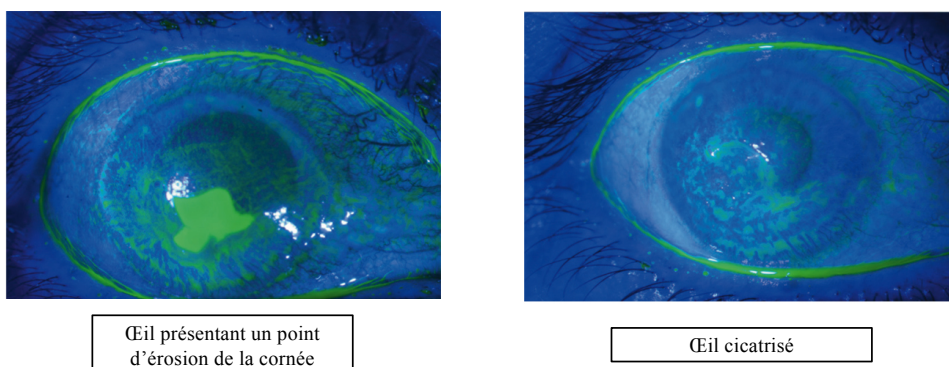 Œil présentant un point
d’érosion de la cornée
Œil cicatrisé